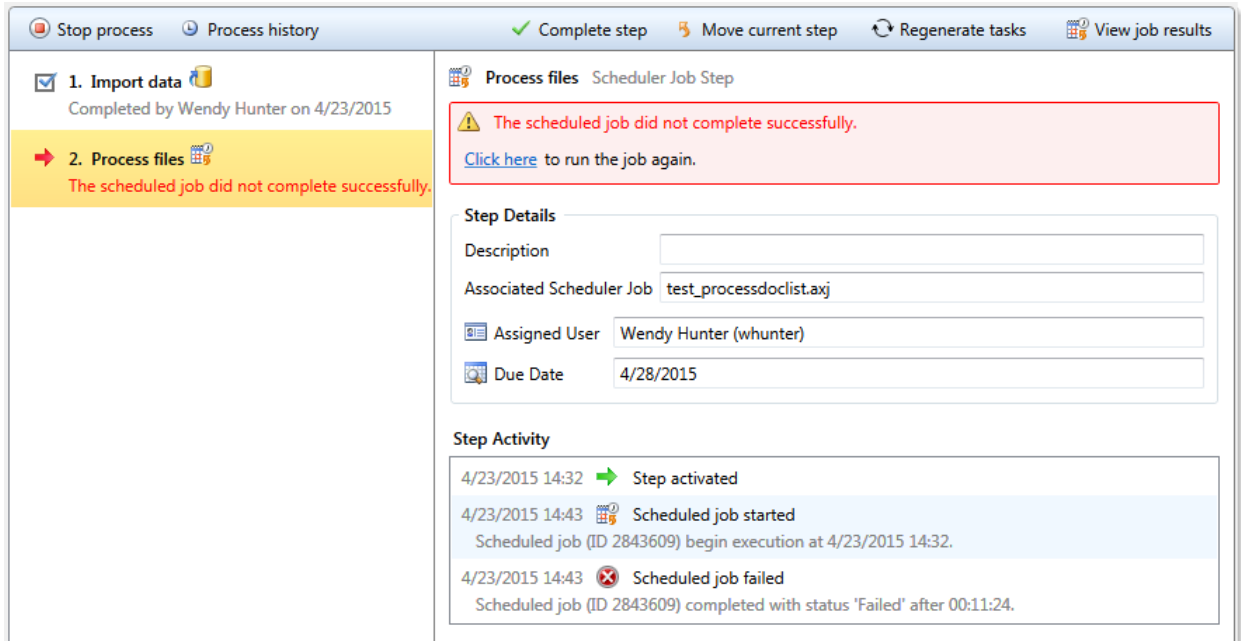 Stop process Process history Complete step Move current step Regenerate tasks View job results
1. Import data
Completed by Wendy Hunter on 4/23/2015
2. Process files
The scheduled job did not complete successfully.
Process files Scheduler Job Step
The scheduled job did not complete successfully.
Click here to run the job again.
Step Details
Description
Associated Scheduler Job test_processdoclist.axj
Assigned User Wendy Hunter (whunter)
Due Date 4/28/2015
Step Activity
4/23/2015 14:32 Step activated
4/23/2015 14:43 Scheduled job started
Scheduled job (ID 2843609) begin execution at 4/23/2015 14:32.
4/23/2015 14:43 Scheduled job failed
Scheduled job (ID 2843609) completed with status 'Failed' after 00:11:24.